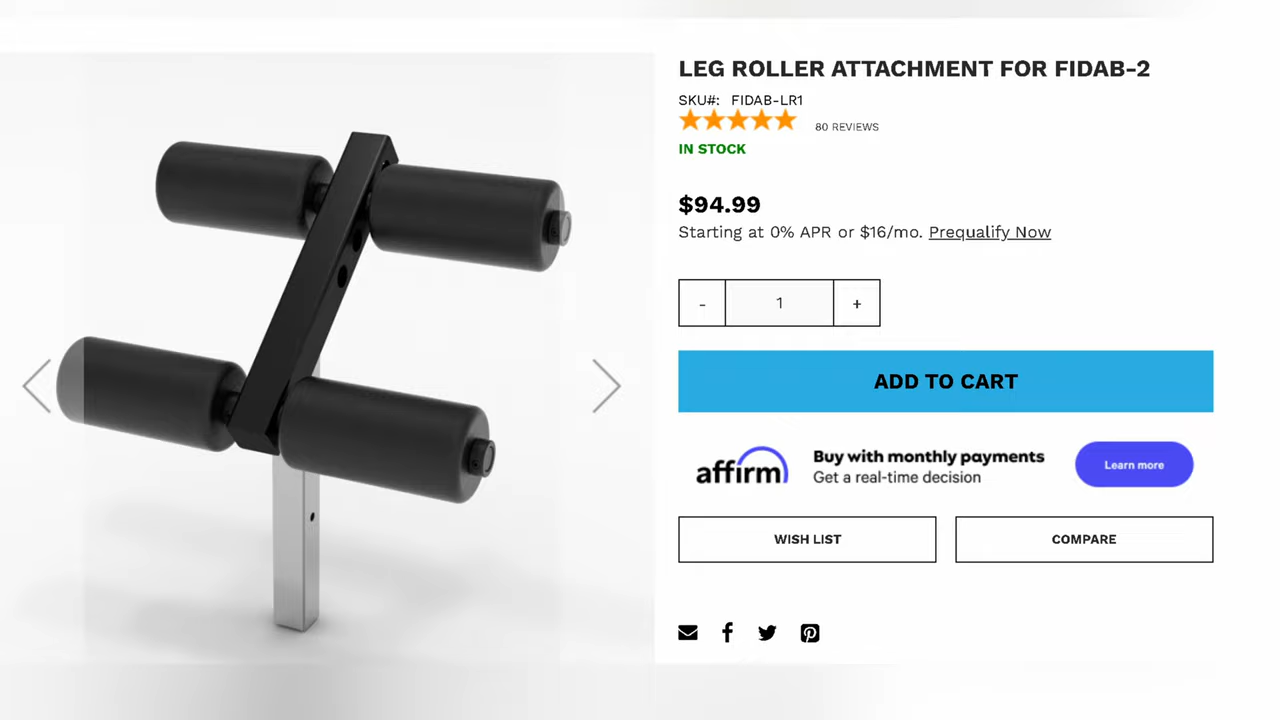 LEG ROLLER ATTACHMENT FOR FIDAB-2
SKU#: FIDAB-LR1
80 REVIEWS
IN STOCK
$94.99
Starting at 0% APR or $16/mo. Prequalify Now
- 1 +
ADD TO CART
affirm
Buy with monthly payments
Get a real-time decision
Learn more
WISH LIST
COMPARE